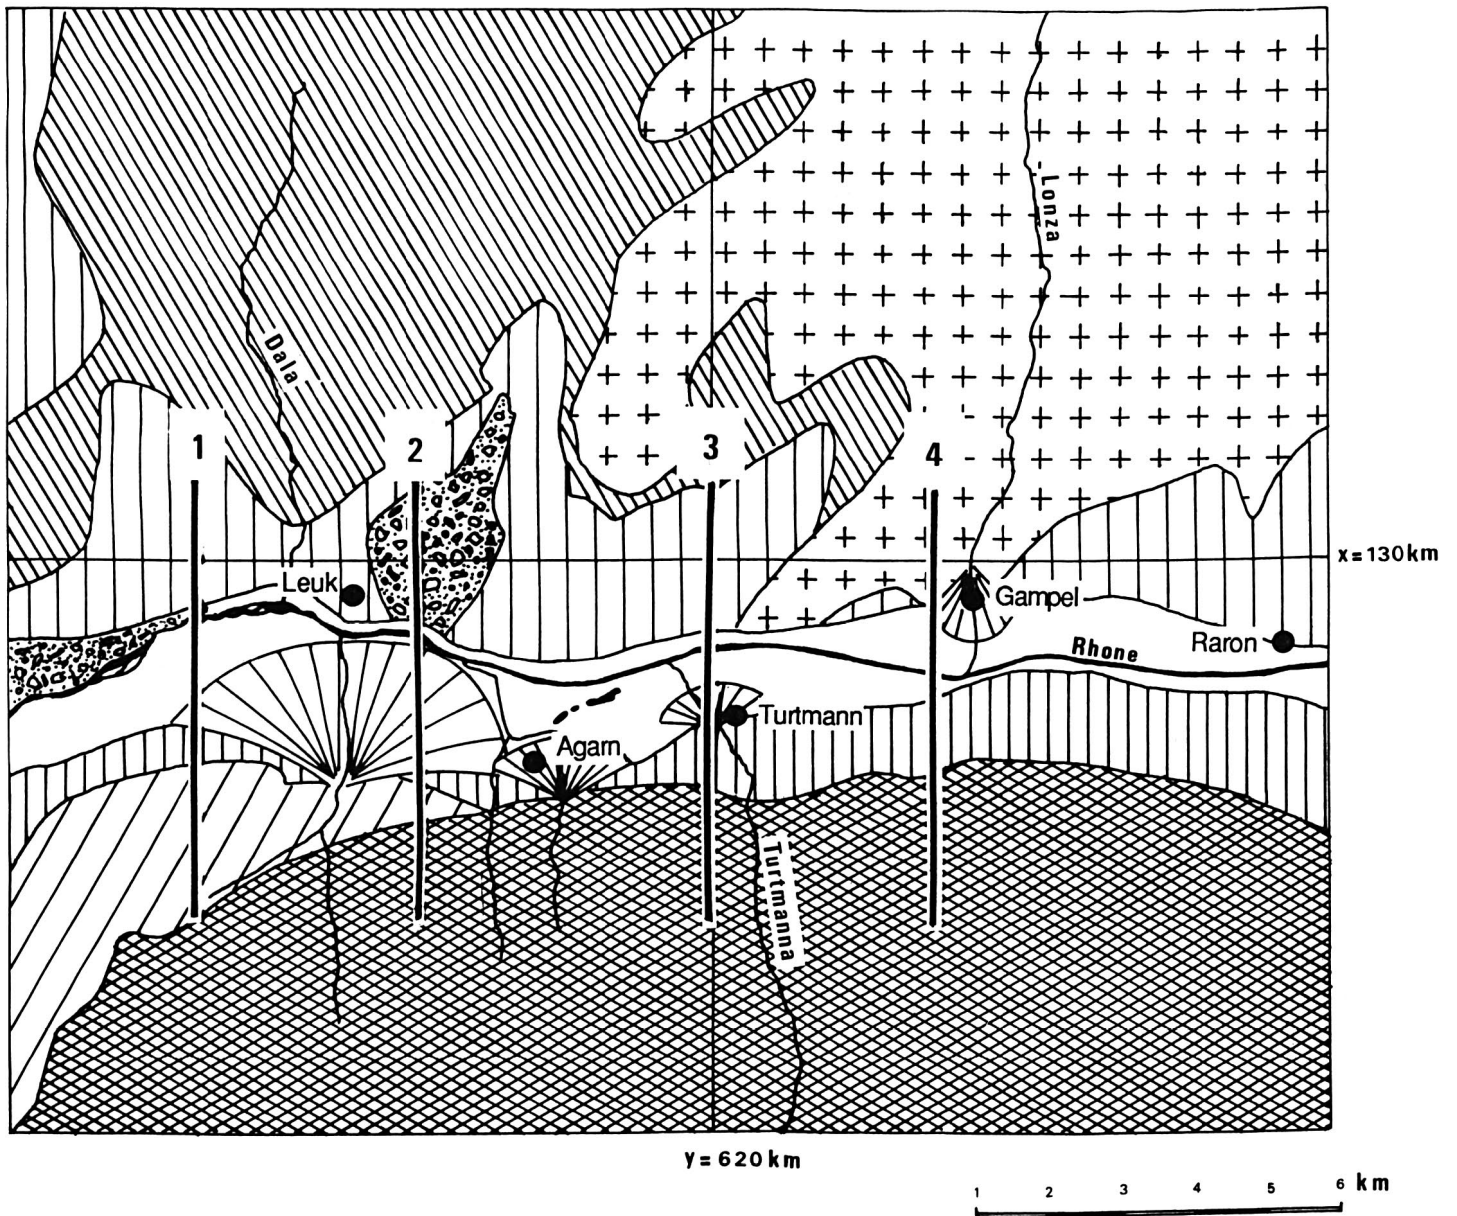 Lonza
Dala
1
2
3
4
x=130km
Leuk
Gampel
Rhone
Raron
Turtmann
Agarn
Turtmanna
y=620km
1 2 3 4 5 6 km